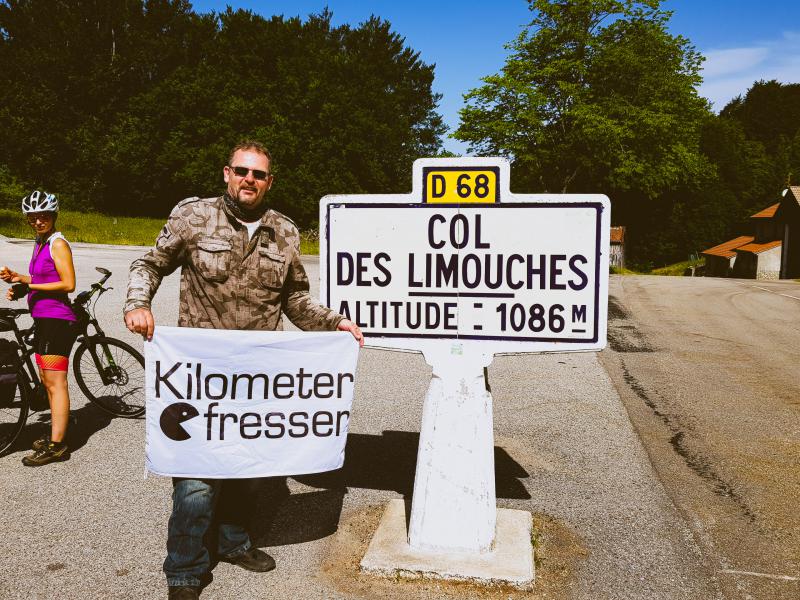 D 68
COL
DES LIMOUCHES
ALTITUDE = 1086 M
Kilometer
fresser